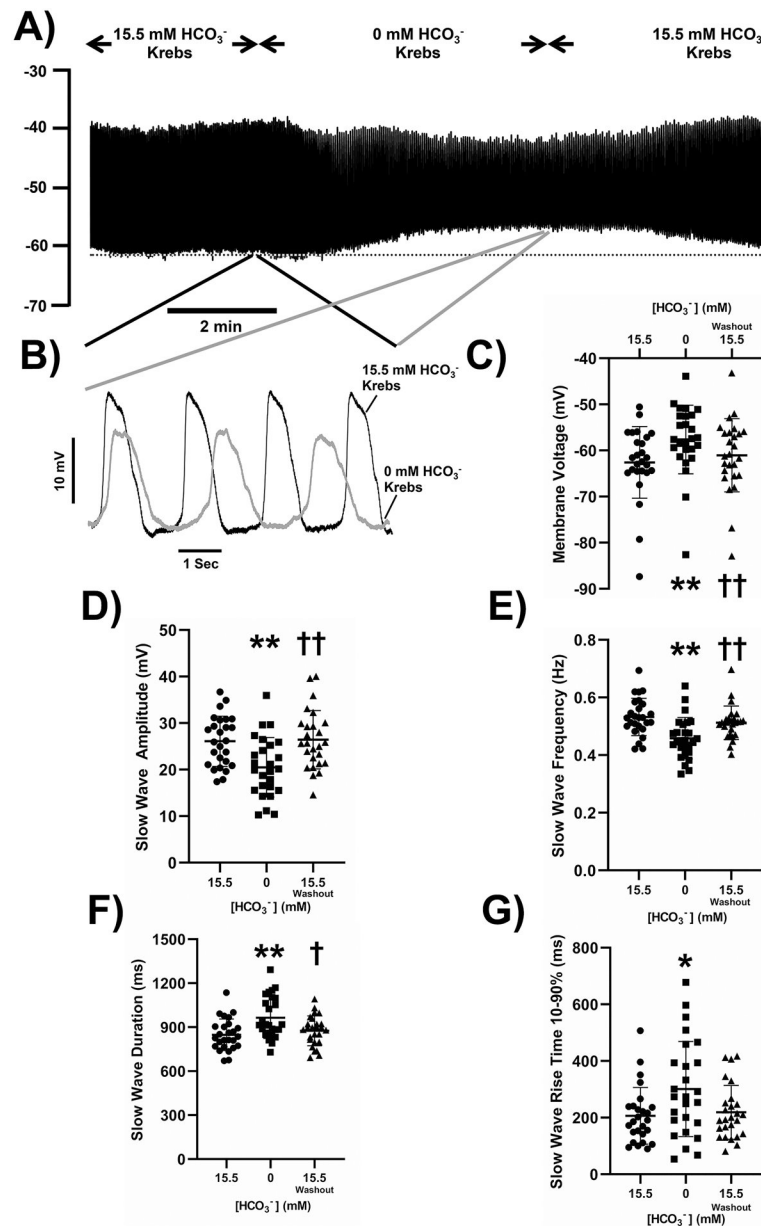 A)
15.5 mM HCO₃⁻
Krebs
0 mM HCO₃⁻
Krebs
15.5 mM HCO₃
Krebs
-30
-40
-50
-60
-70
2 min
B)
15.5 mM HCO₃⁻
Krebs
0 mM HCO₃⁻
Krebs
10 mV
1 Sec
C)
[HCO₃⁻] (mM)
15.5
0
15.5
Washout
Membrane Voltage (mV)
-40
-50
-60
-70
-80
-90
** ††
D)
Slow Wave Amplitude (mV)
50
40
30
20
10
0
** ††
15.5
0
15.5
Washout
[HCO₃⁻] (mM)
E)
Slow Wave Frequency (Hz)
0.8
0.6
0.4
0.2
0.0
** ††
15.5
0
15.5
Washout
[HCO₃⁻] (mM)
F)
Slow Wave Duration (ms)
1500
1200
900
600
300
0
** †
15.5
0
15.5
Washout
[HCO₃⁻] (mM)
G)
Slow Wave Rise Time 10-90% (ms)
800
600
400
200
0
*
15.5
0
15.5
Washout
[HCO₃⁻] (mM)